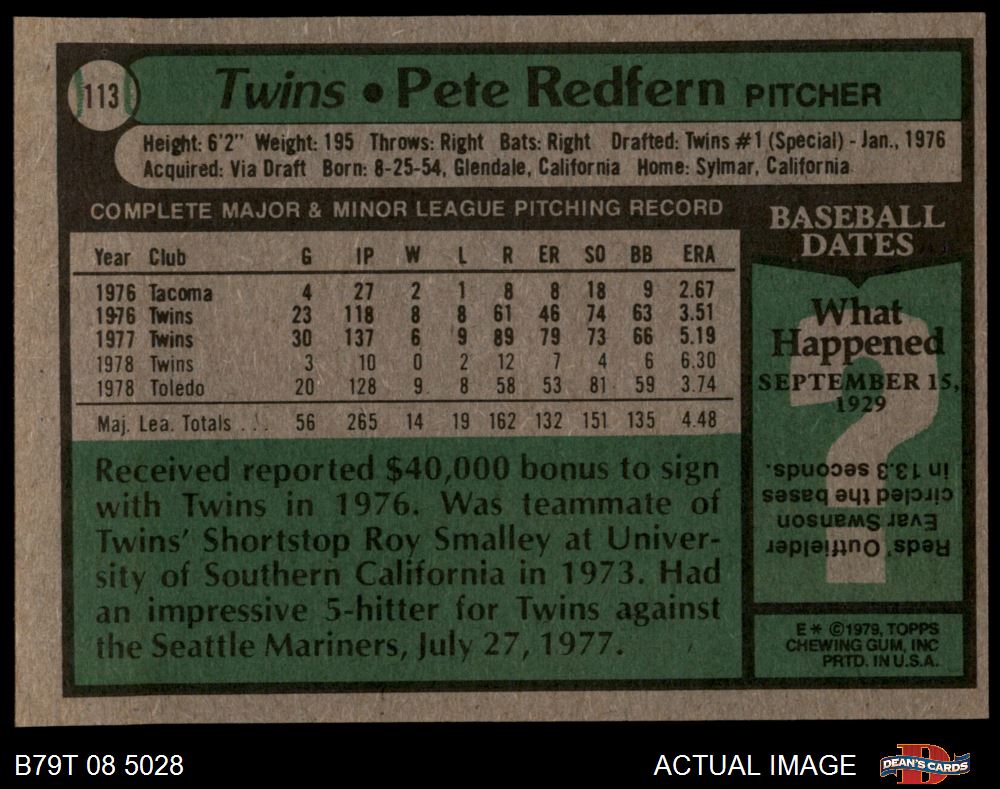 113
Twins • Pete Redfern PITCHER
Height: 6'2" Weight: 195 Throws: Right Bats: Right Drafted: Twins #1 (Special) - Jan., 1976
Acquired: Via Draft Born: 8-25-54, Glendale, California Home: Sylmar, California
COMPLETE MAJOR & MINOR LEAGUE PITCHING RECORD
Year Club G IP W L R ER SO BB ERA
1976 Tacoma 4 27 2 1 8 8 18 9 2.67
1976 Twins 23 118 8 8 61 46 74 63 3.51
1977 Twins 30 137 6 9 89 79 73 66 5.19
1978 Twins 3 10 0 2 12 7 4 6 6.30
1978 Toledo 20 128 9 8 58 53 81 59 3.74
Maj. Lea. Totals . . . 56 265 14 19 162 132 151 135 4.48
Received reported $40,000 bonus to sign
with Twins in 1976. Was teammate of
Twins' Shortstop Roy Smalley at Univer-
sity of Southern California in 1973. Had
an impressive 5-hitter for Twins against
the Seattle Mariners, July 27, 1977.
BASEBALL
DATES
What
Happened
SEPTEMBER 15,
1929
?
Reds' Outfielder
Evar Swanson
circled the bases
in 13.3 seconds.
E* ©1979, TOPPS
CHEWING GUM, INC
PRTD. IN U.S.A.
B79T 08 5028
ACTUAL IMAGE
D
DEAN'S CARDS